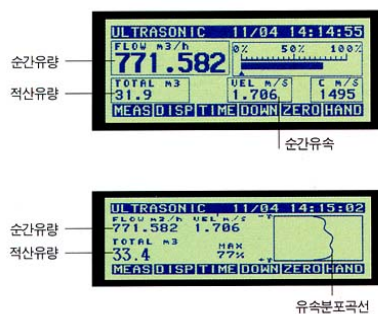 ULTRASONIC 11/04 14:14:55
FLOW m3/h 0% 50% 100%
순간유량 771.582
TOTAL m3 VEL m/s C m/s
적산유량 31.9 1.706 1495
MEAS DISP TIME DOWN ZERO HAND
순간유속
ULTRASONIC 11/04 14:15:02
FLOW m3/h VEL m/s -T
순간유량 771.582 1.706
TOTAL m3 MAX
적산유량 33.4 77% -T
MEAS DISP TIME DOWN ZERO HAND
유속분포곡선